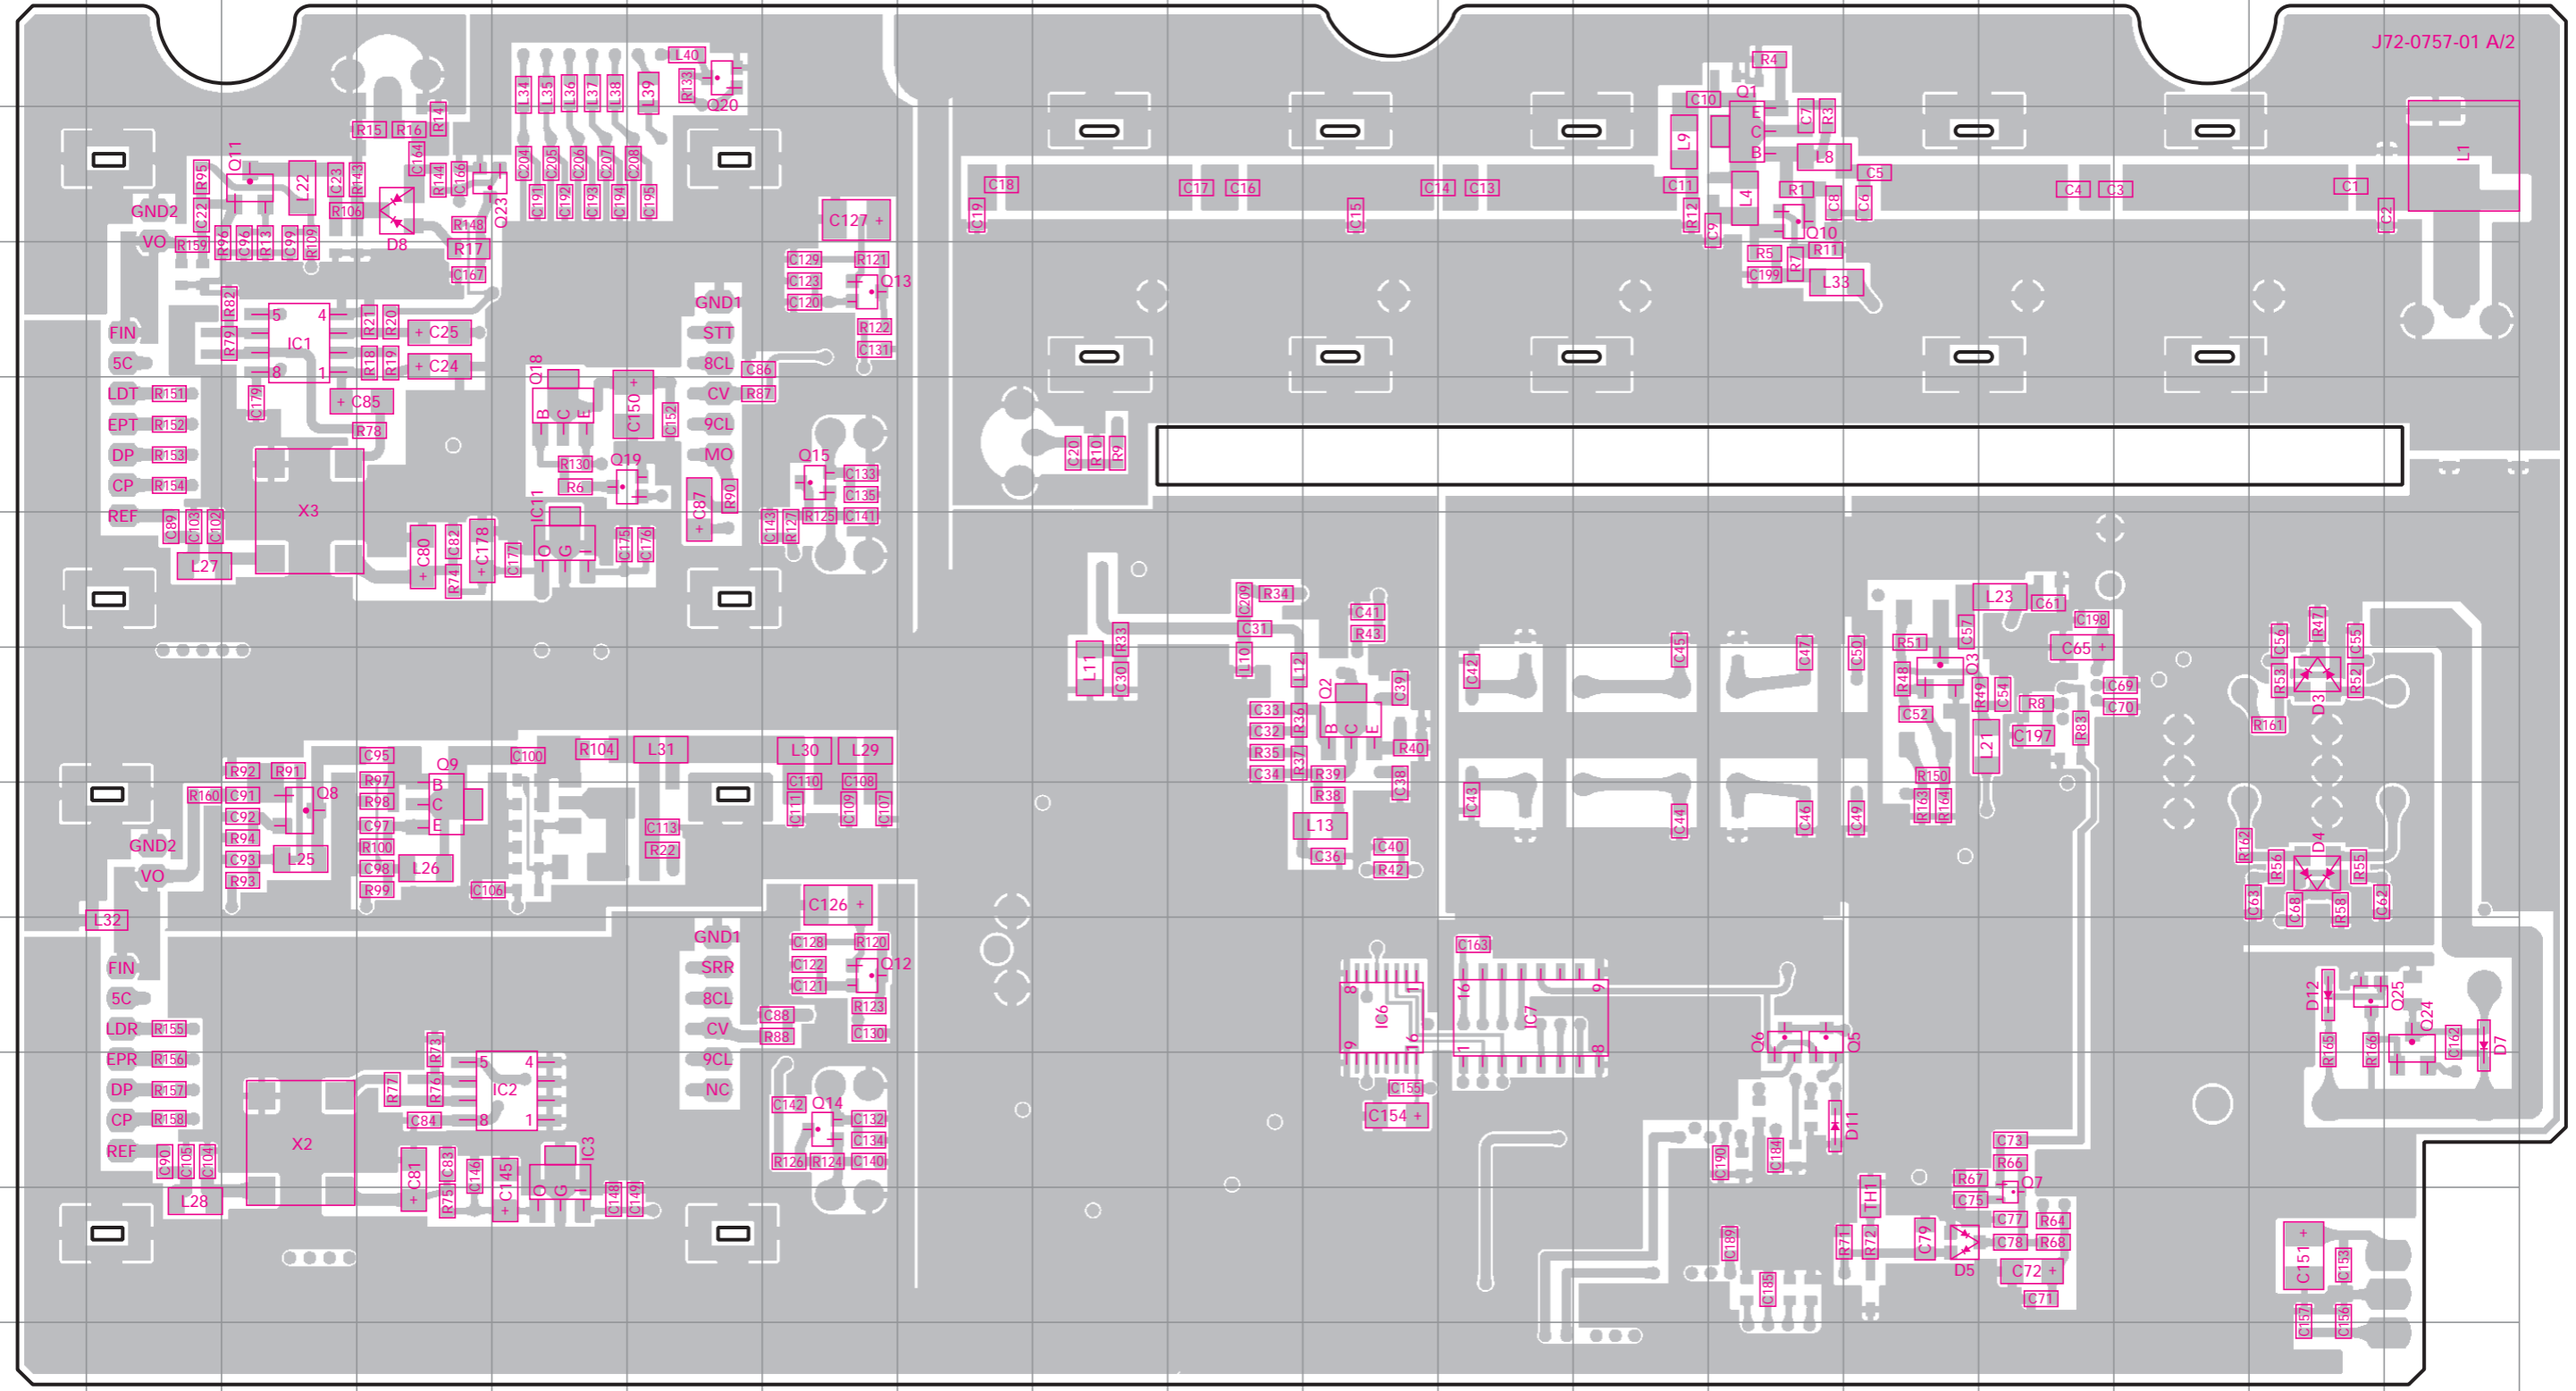 J72-0757-01 A/2
L40
R4
L34 L35 L36 L37 L38 L39 R133
Q20
C10 Q1
R15 R16 R14
E
C
B
C7 R3
L9 L8
L1
Q11
C164
C204 C205 C206 C207 C208
R95 L22 C23 R143 R144 C166
C18 C17 C16 C14 C13 C11 R1 C5 C4 C3 C1
C191 C192 C193 C194 C195
GND2 C22 R106 Q23
C127 +
C19 C15 R12 C9 L4 Q10 C8 C6 C2
R148
VO R159 R96 C96 R13 C99 R109 D8 R17
C129 R121
R5 R7 R11
C167
C123 Q13
C199 L33
R82 GND1 C120
5 4 R21 R20
FIN R79 IC1 + C25 STT R122
5C R18 R19 + C24 8CL C131
8 1 Q18 C86
LDT R151 C179 + C85 B C E + C150 C152 CV R87
EPT R152 R78 9CL
DP R153 R130 Q19 MO Q15 C133
C20 R10 R9
CP R154 X3 R6 C87 + R90 C135
REF C89 C103 C102 IC11 C143 R127 R125 C141
L27 C80 + C82 R74 C178 + C177 O G I C175 C176
C209 R34 C41 L23 C61
C31 R43 C198
L11 R33 C30 L10 L12 C42 C45 C47 C50 R51 C57 C65 + C56 R47 C55
Q2 C39 R48 Q3 R53 R52 D3
C33 R36 R49 C54 C69
C32 B C E C52 R8 C70 R161
C95 C100 R104 L31 L30 L29 R35 R37 R40 L21 C197 R83
R92 R91 Q9 C34 R39 C38 R150
R97 C110 C108
R160 C91 Q8 R98 B C E C111 C109 C107 R38 C43 C44 C46 C49 R163 R164
C92 C97 C113 L13
R94 R100 R22 C40 R162 D4
GND2 C93 L25 C98 L26 C36 R42 R56 R55
VO R93 R99 C106
L32 C126 + C63 C68 R58 C62
GND1 C128 R120 C163
FIN SRR C122 Q12
5C 8CL C121 8 1 IC6 9 16 16 9 IC7 1 8 D12 Q25
LDR R155 CV R123 Q24
C88 R88 C130 Q6 Q5 R165 R166 C162 D7
EPR R156 R73 5 4 9CL
DP R157 R77 R76 IC2 NC C155
CP R158 C84 8 1 C142 Q14 C132 C154 + D11
REF X2 C134 C73
C90 C105 C104 C81 + C83 C146 IC3 R126 R124 C140 C190 C184 R66
L28 R75 C145 + O G I C148 C149 TH1 R67 Q7
C75
C77 R64
C189 R71 R72 C79 D5 C78 R68 + C151 C153
C185 C72 +
C71
C157 C156